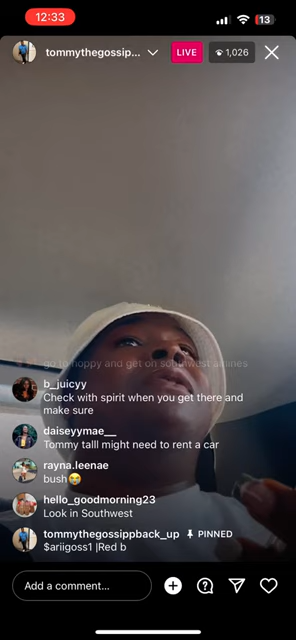 12:33
13
tommythegossipp...
LIVE
1,026
go to hoppy and get on southwest airlines
b_juicyy
Check with spirit when you get there and
make sure
daiseyymae__
Tommy talll might need to rent a car
rayna.leenae
bush😭
hello_goodmorning23
Look in Southwest
tommythegossippback_up PINNED
$ariigoss1 |Red b
Add a comment...